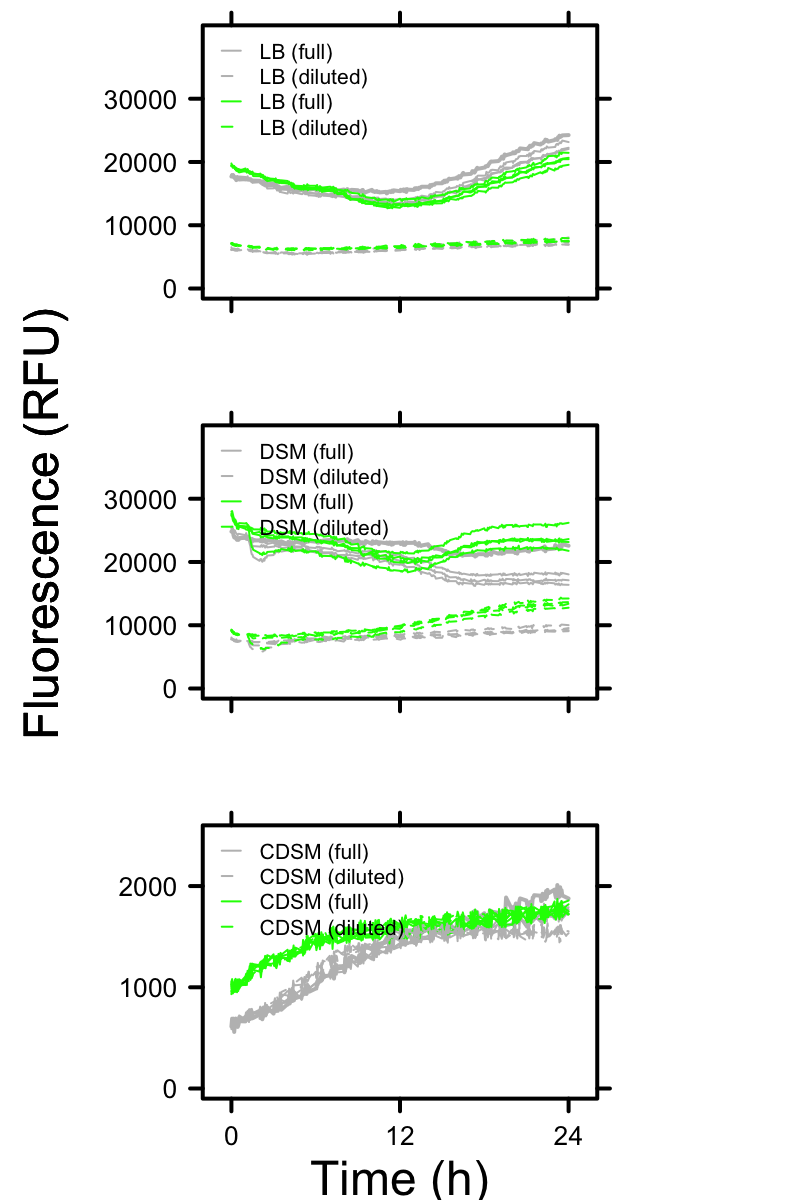 LB (full)
LB (diluted)
LB (full)
LB (diluted)
30000
20000
10000
0
Fluorescence (RFU)
DSM (full)
DSM (diluted)
DSM (full)
DSM (diluted)
30000
20000
10000
0
CDSM (full)
CDSM (diluted)
CDSM (full)
CDSM (diluted)
2000
1000
0
0 12 24
Time (h)